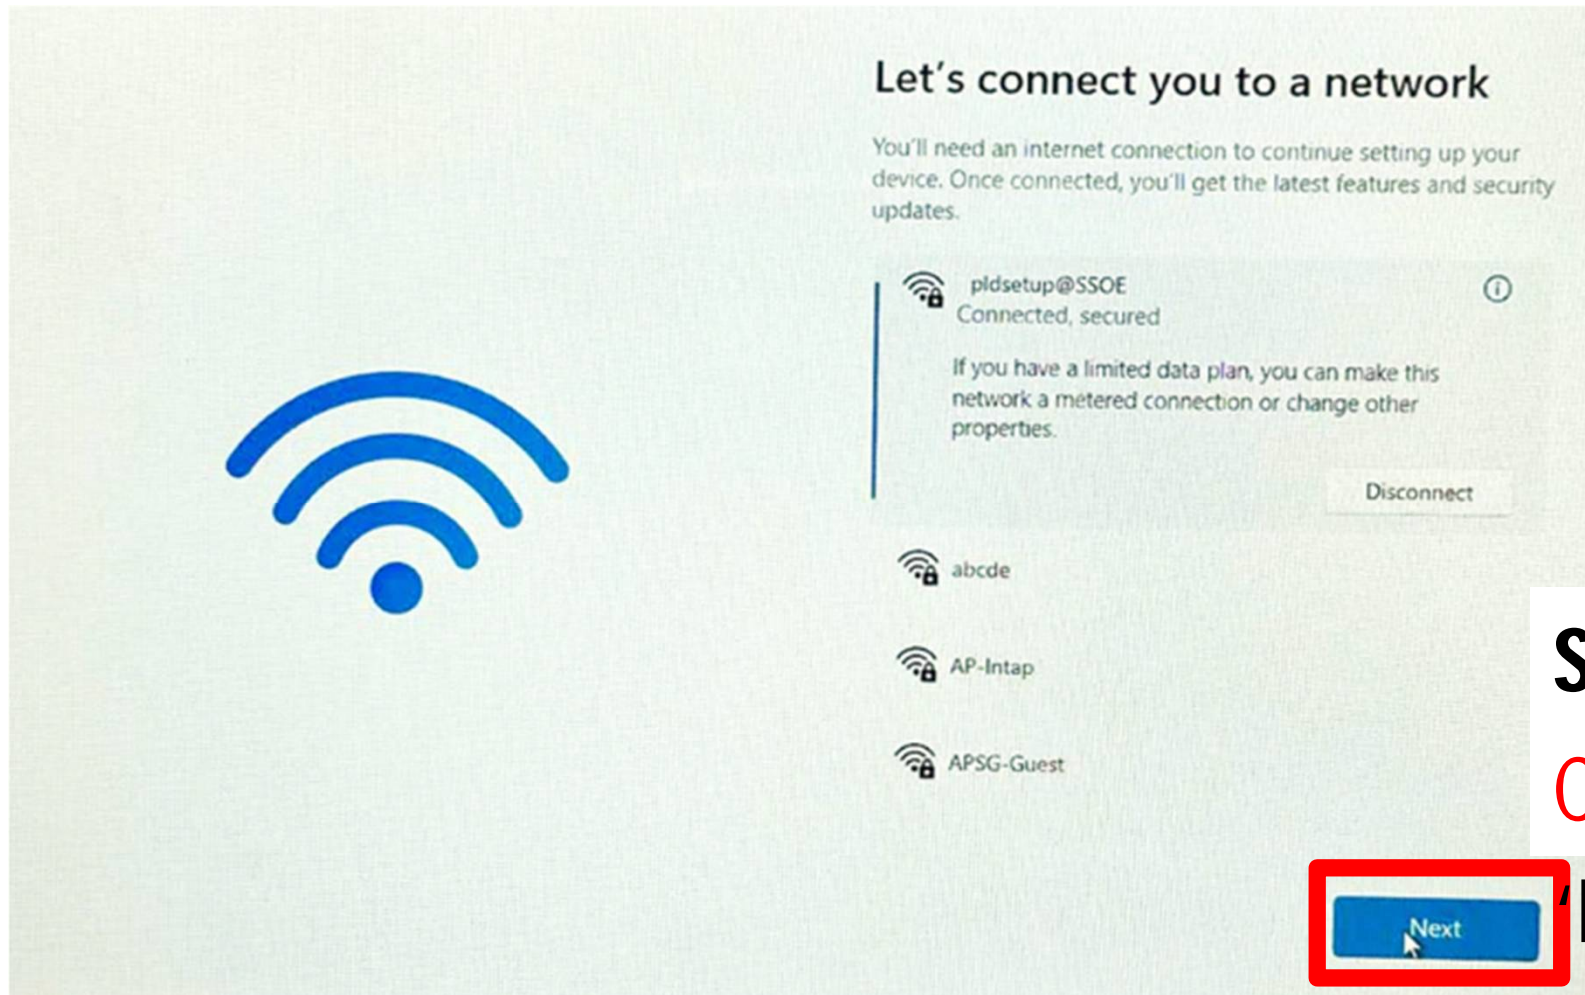 Let's connect you to a network
You'll need an internet connection to continue setting up your
device. Once connected, you'll get the latest features and security
updates.
pldsetup@SSOE
Connected, secured
If you have a limited data plan, you can make this
network a metered connection or change other
properties.
Disconnect
abcde
AP-Intap
APSG-Guest
Next